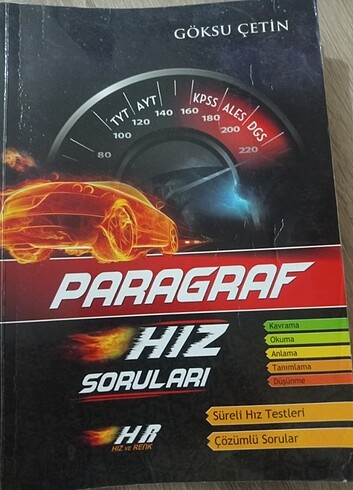 GÖKSU ÇETİN
TYT AYT KPSS ALES DGS
80 100 120 140 160 180 200 220
PARAGRAF
HIZ
SORULARI
Kavrama
Okuma
Anlama
Tanımlama
Düşünme
Süreli Hız Testleri
Çözümlü Sorular
HR
HIZ VE RENK